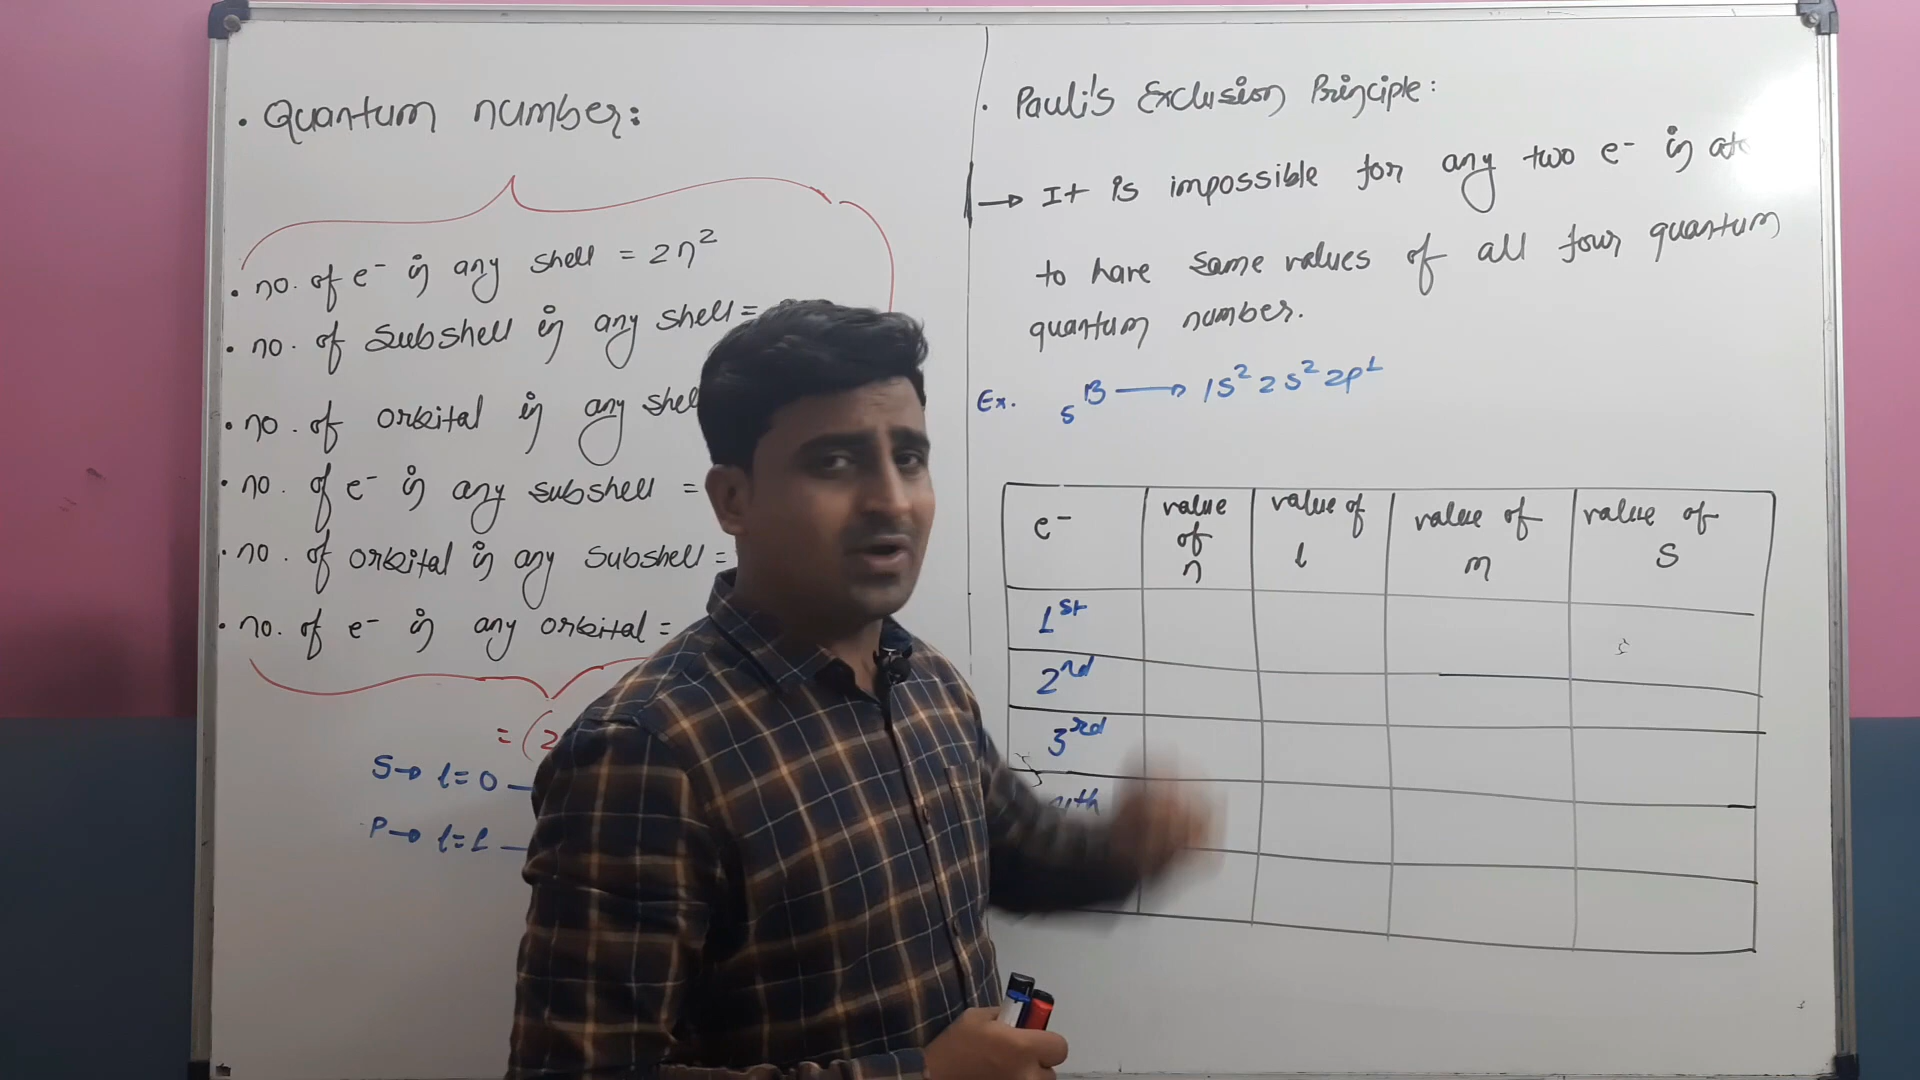 • Quantum number:
• no. of e⁻ in any shell = 2n²
• no. of subshell in any shell =
• no. of orbital in any shell
• no. of e⁻ in any subshell =
• no. of orbital in any subshell =
• no. of e⁻ in any orbital =
= (2
S → l=0 —
P → l=1 —
• Pauli's Exclusion Principle:
→ It is impossible for any two e⁻ in
to have same values of all four quantum
quantum number.
Ex. ₅B → 1s² 2s² 2p¹
e⁻ value of n value of l value of m value of S
1st
2rd
3rd
4th